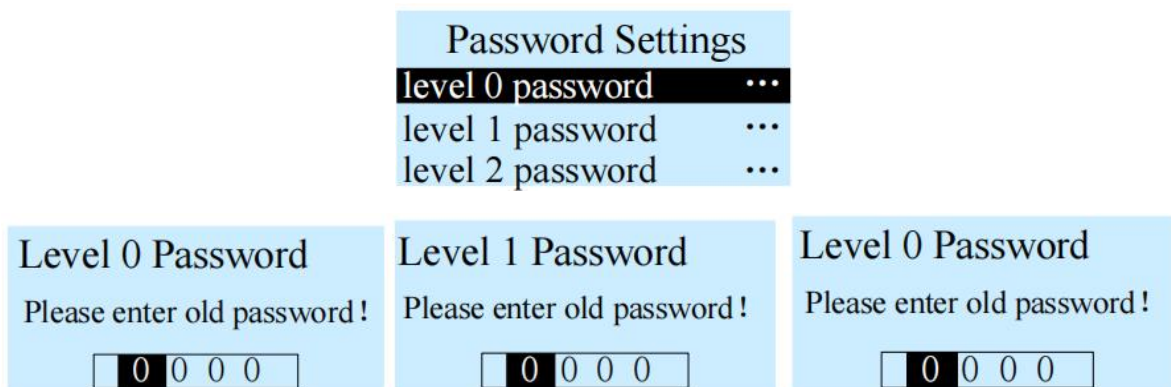 Password Settings
level 0 password ...
level 1 password ...
level 2 password ...
Level 0 Password
Please enter old password!
0 0 0 0
Level 1 Password
Please enter old password!
0 0 0 0
Level 0 Password
Please enter old password!
0 0 0 0